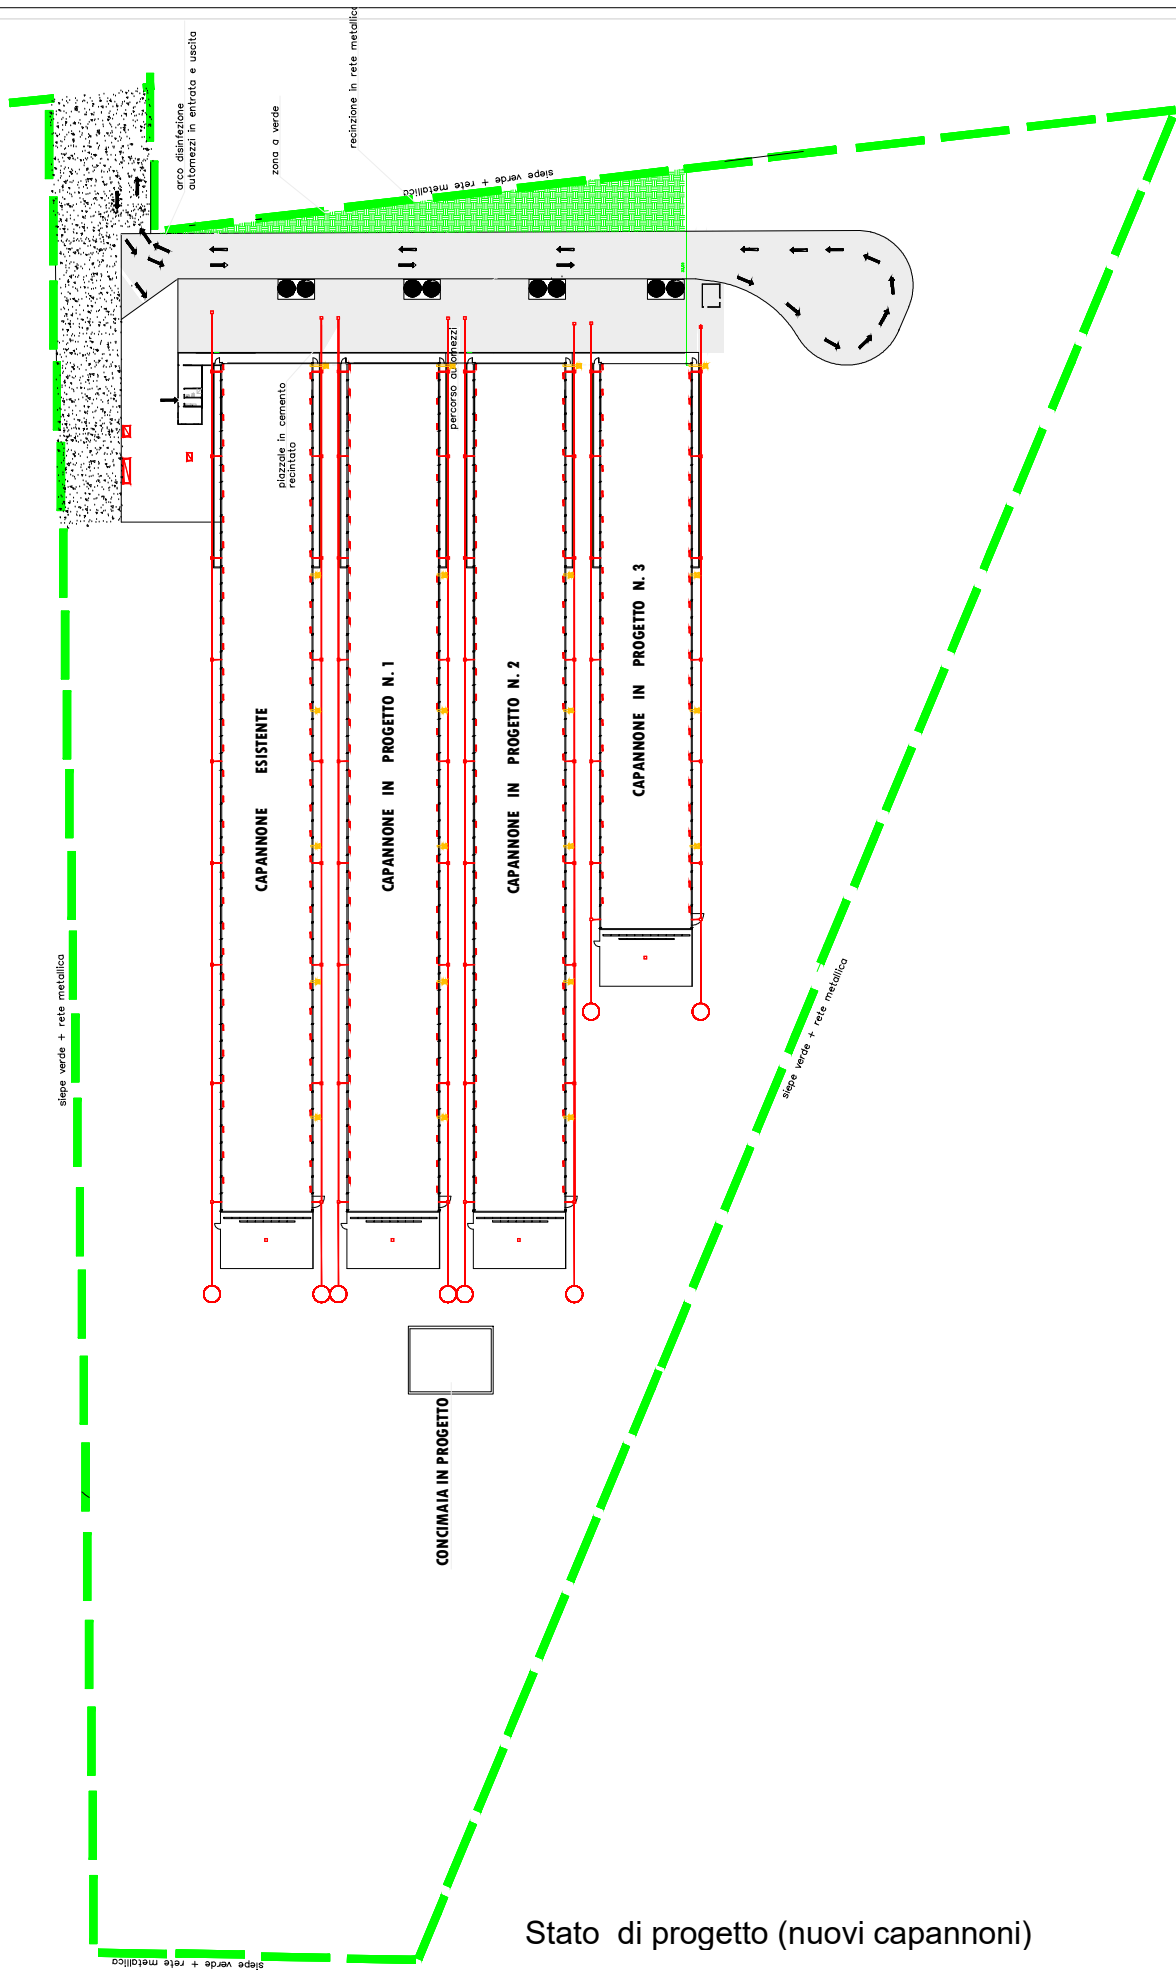 arco disinfezione
automezzi in entrata e uscita
zona a verde
recinzione in rete metallica
siepe verde + rete metallica
piazzale in cemento
recintato
percorso automezzi
CAPANNONE ESISTENTE
CAPANNONE IN PROGETTO N. 1
CAPANNONE IN PROGETTO N. 2
CAPANNONE IN PROGETTO N. 3
siepe verde + rete metallica
siepe verde + rete metallica
CONCIMAIA IN PROGETTO
siepe verde + rete metallica
Stato di progetto (nuovi capannoni)